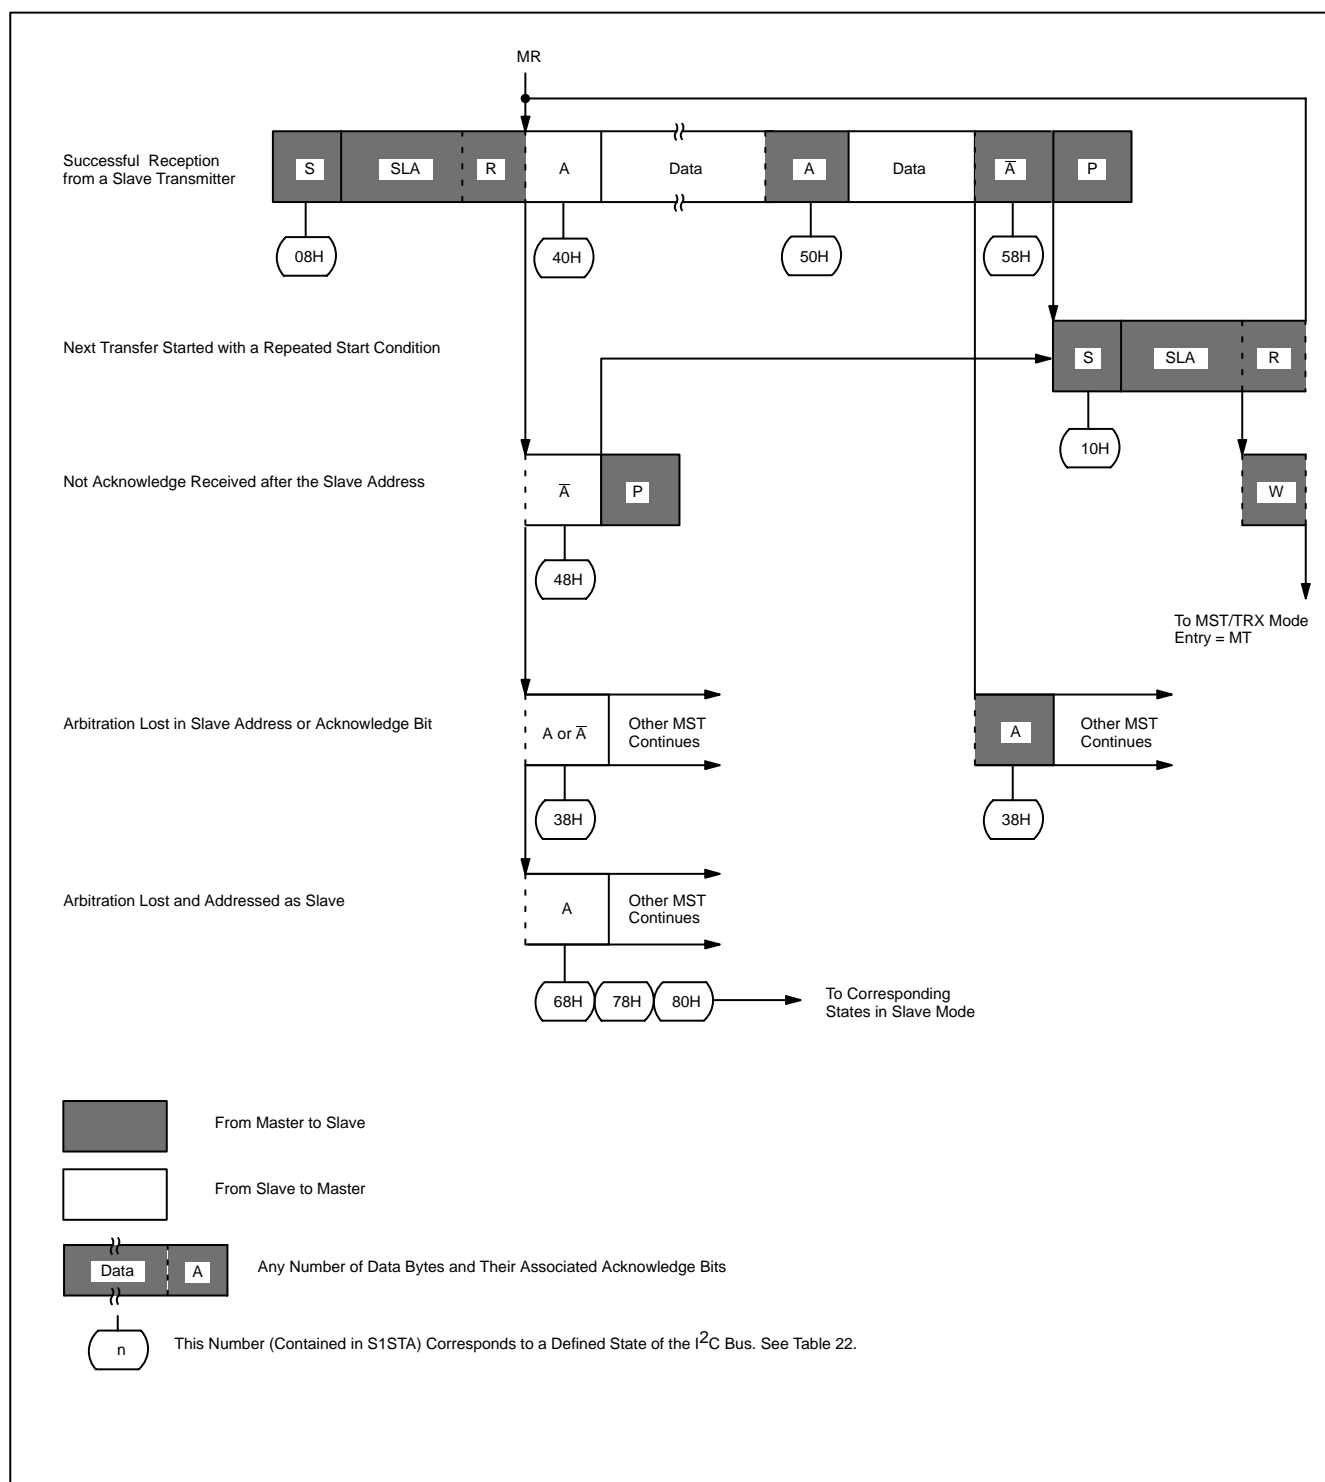 MR
Successful Reception
from a Slave Transmitter
S SLA R A Data A Data A̅ P
08H 40H 50H 58H
Next Transfer Started with a Repeated Start Condition
S SLA R
10H
Not Acknowledge Received after the Slave Address
A̅ P
W
48H
To MST/TRX Mode
Entry = MT
Arbitration Lost in Slave Address or Acknowledge Bit
A or A̅
Other MST
Continues
A
Other MST
Continues
38H 38H
Arbitration Lost and Addressed as Slave
A
Other MST
Continues
68H 78H 80H
To Corresponding
States in Slave Mode
From Master to Slave
From Slave to Master
Data A
Any Number of Data Bytes and Their Associated Acknowledge Bits
n
This Number (Contained in S1STA) Corresponds to a Defined State of the I²C Bus. See Table 22.